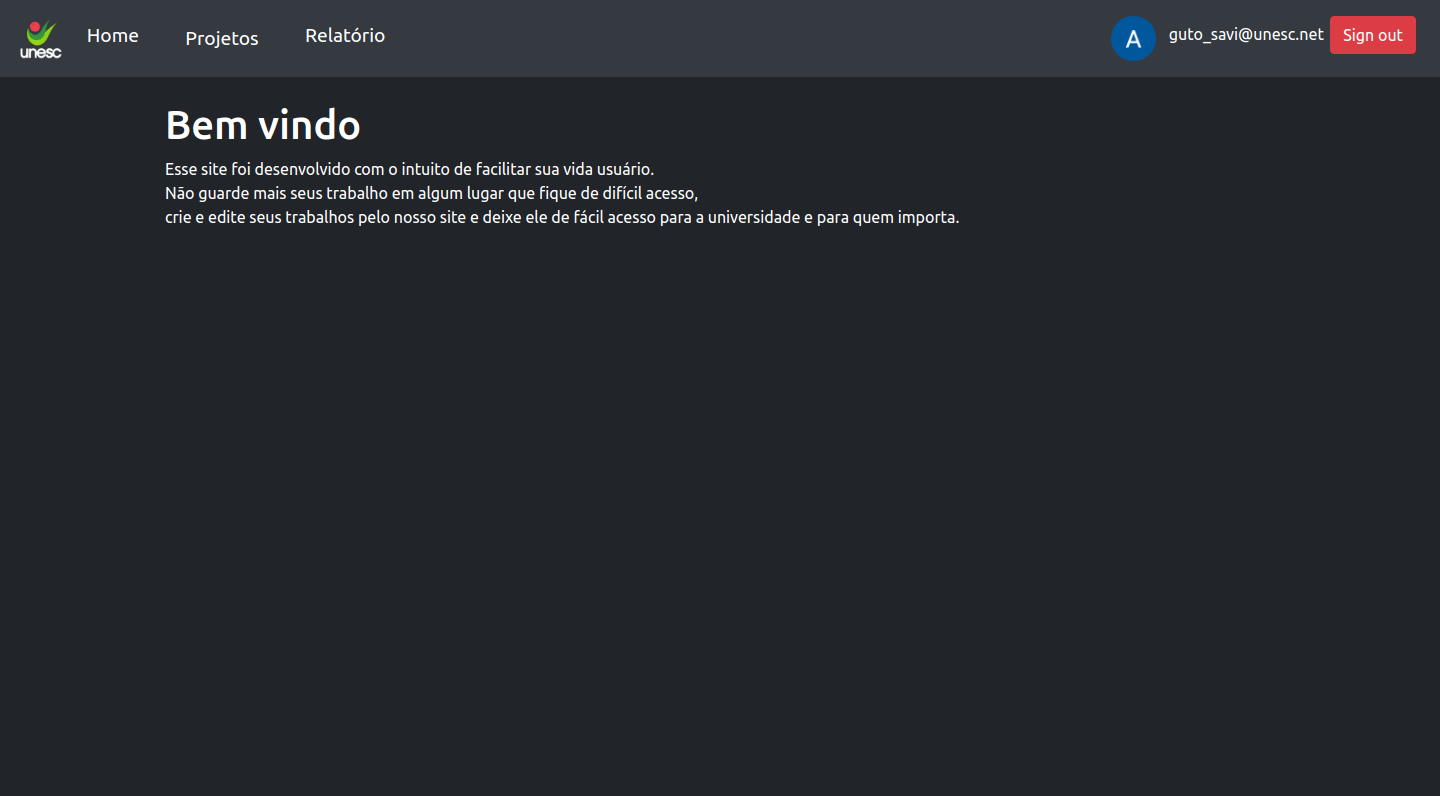 unesc
Home
Projetos
Relatório
A
guto_savi@unesc.net
Sign out
Bem vindo
Esse site foi desenvolvido com o intuito de facilitar sua vida usuário.
Não guarde mais seus trabalho em algum lugar que fique de difícil acesso,
crie e edite seus trabalhos pelo nosso site e deixe ele de fácil acesso para a universidade e para quem importa.